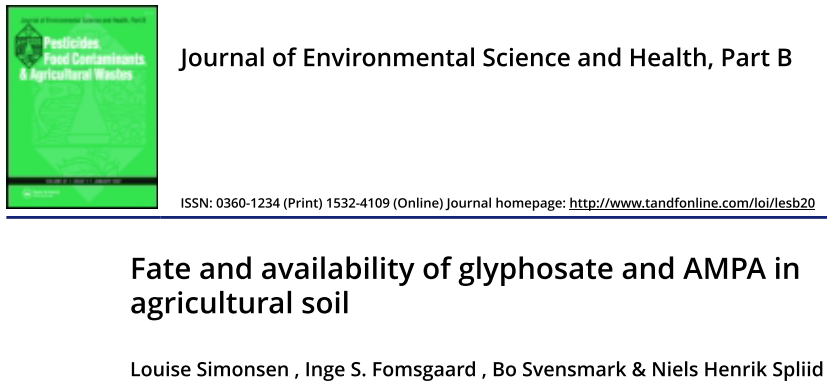 Journal of Environmental Science and Health, Part B
Pesticides,
Food Contaminants,
& Agricultural Wastes
Journal of Environmental Science and Health, Part B
ISSN: 0360-1234 (Print) 1532-4109 (Online) Journal homepage: http://www.tandfonline.com/loi/lesb20
Fate and availability of glyphosate and AMPA in
agricultural soil
Louise Simonsen , Inge S. Fomsgaard , Bo Svensmark & Niels Henrik Spliid